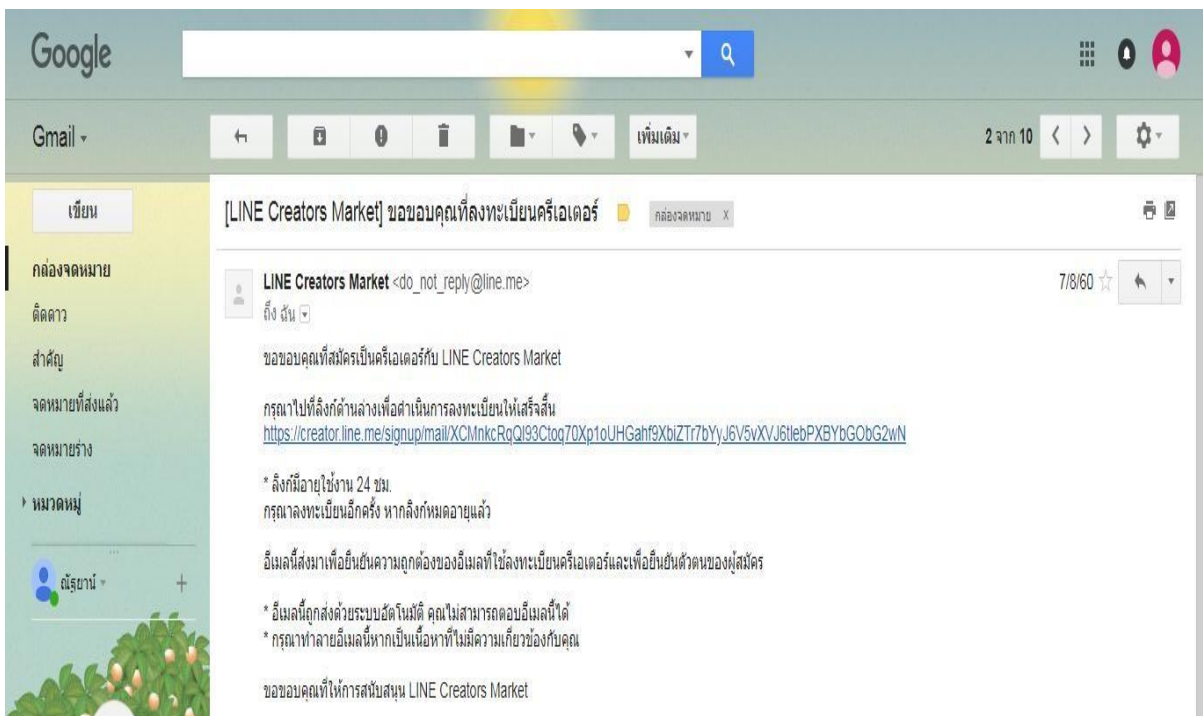 Google
Gmail
เพิ่มเติม
2 จาก 10
เขียน
กล่องจดหมาย
ติดดาว
สำคัญ
จดหมายที่ส่งแล้ว
จดหมายร่าง
หมวดหมู่
ณัฐยาน์
[LINE Creators Market] ขอขอบคุณที่ลงทะเบียนครีเอเตอร์
กล่องจดหมาย x
LINE Creators Market <do_not_reply@line.me>
7/8/60
ถึง ฉัน
ขอขอบคุณที่สมัครเป็นครีเอเตอร์กับ LINE Creators Market
กรุณาไปที่ลิงก์ด้านล่างเพื่อดำเนินการลงทะเบียนให้เสร็จสิ้น
https://creator.line.me/signup/mail/XCMnkcRqQl93Ctoq70Xp1oUHGahf9XbiZTr7bYyJ6V5vXVJ6tlebPXBYbGObG2wN
* ลิงก์มีอายุใช้งาน 24 ชม.
กรุณาลงทะเบียนอีกครั้ง หากลิงก์หมดอายุแล้ว
อีเมลนี้ส่งมาเพื่อยืนยันความถูกต้องของอีเมลที่ใช้ลงทะเบียนครีเอเตอร์และเพื่อยืนยันตัวตนของผู้สมัคร
* อีเมลนี้ถูกส่งด้วยระบบอัตโนมัติ คุณไม่สามารถตอบอีเมลนี้ได้
* กรุณาทำลายอีเมลนี้หากเป็นเนื้อหาที่ไม่มีความเกี่ยวข้องกับคุณ
ขอขอบคุณที่ให้การสนับสนุน LINE Creators Market